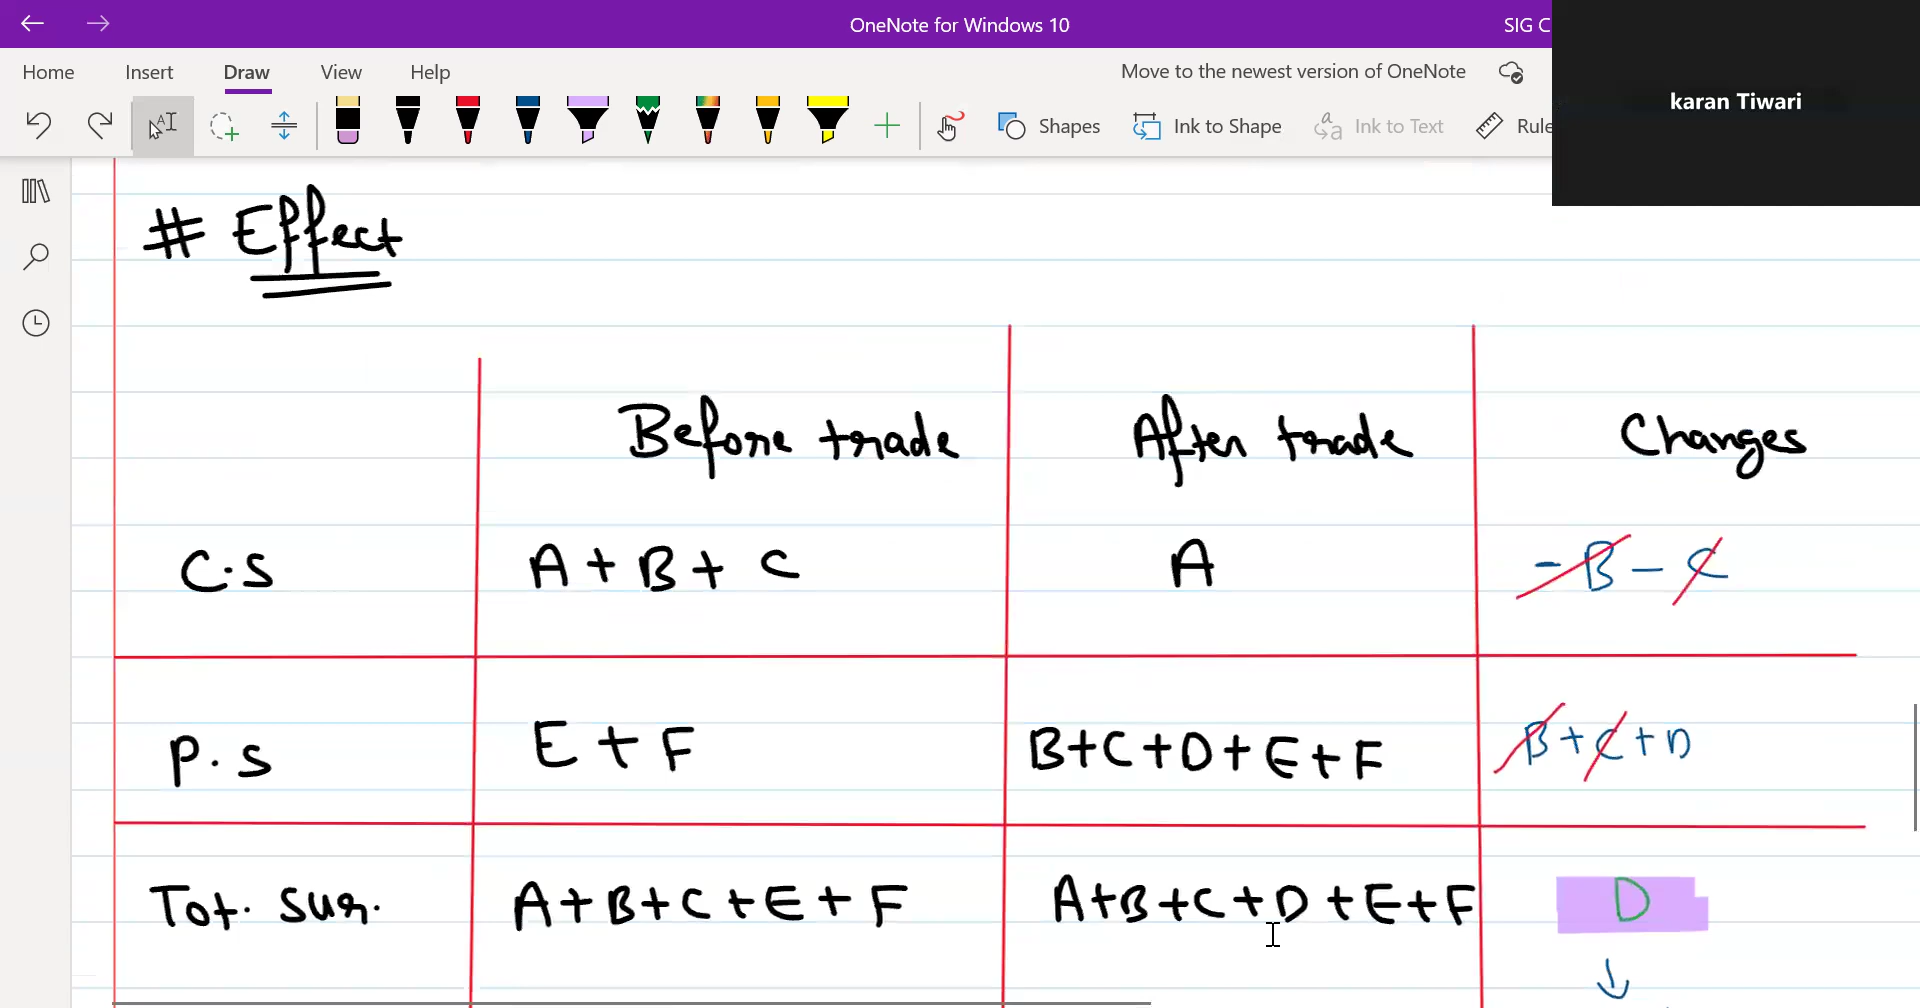 OneNote for Windows 10
SIG C
Home Insert Draw View Help Move to the newest version of OneNote
karan Tiwari
Shapes Ink to Shape Ink to Text Rule
# Effect
Before trade After trade Changes
C.S A + B + C A - B - C
P.S E + F B+C+D+E+F B+C+D
Tot. Sur. A+B+C+E+F A+B+C+D+E+F D